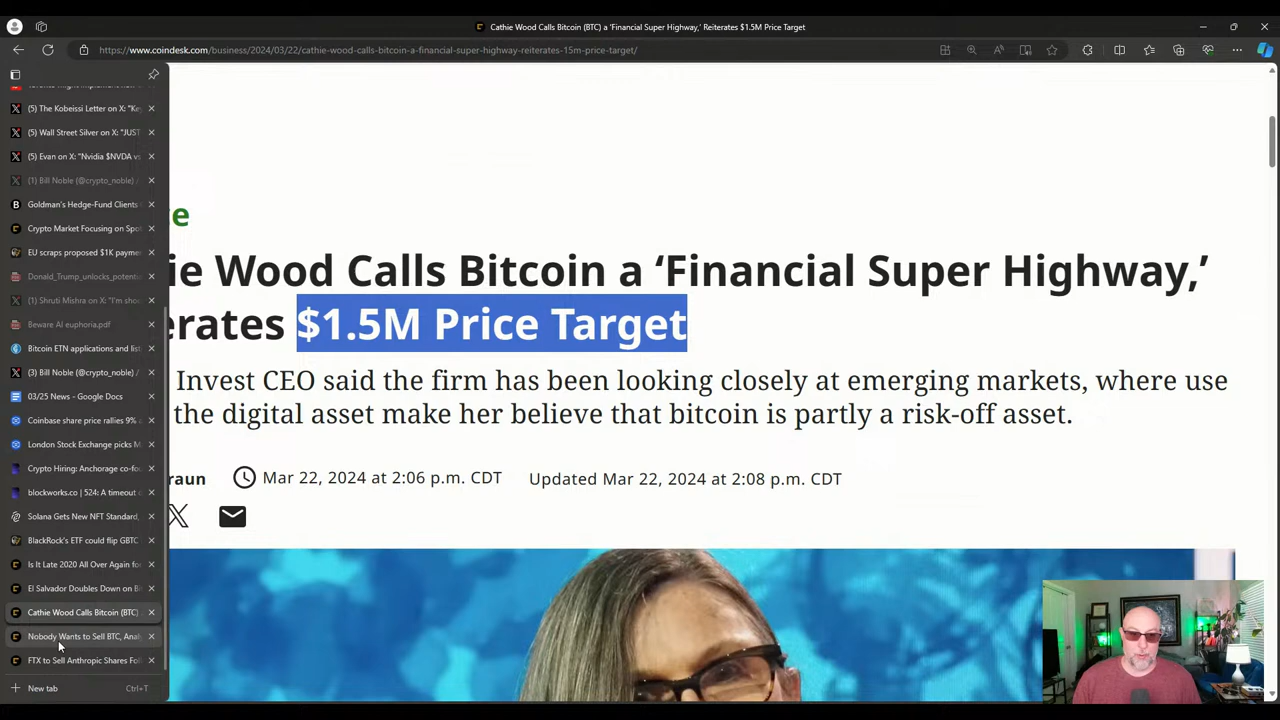 Cathie Wood Calls Bitcoin (BTC) a 'Financial Super Highway,' Reiterates $1.5M Price Target
https://www.coindesk.com/business/2024/03/22/cathie-wood-calls-bitcoin-a-financial-super-highway-reiterates-15m-price-target/
(5) The Kobeissi Letter on X: "Ke
(5) Wall Street Silver on X: "JUST
(5) Evan on X: "Nvidia $NVDA vs
(1) Bill Noble (@crypto_noble) /
Goldman's Hedge-Fund Clients
Crypto Market Focusing on Spo
EU scraps proposed $1K payme
Donald_Trump_unlocks_potenti
(1) Shruti Mishra on X: "I'm sho
Beware AI euphoria.pdf
Bitcoin ETN applications and list
(3) Bill Noble (@crypto_noble) /
03/25 News - Google Docs
Coinbase share price rallies 9% a
London Stock Exchange picks M
Crypto Hiring: Anchorage co-fou
blockworks.co | 524: A timeout o
Solana Gets New NFT Standard,
BlackRock's ETF could flip GBTC
Is It Late 2020 All Over Again fo
El Salvador Doubles Down on B
Cathie Wood Calls Bitcoin (BTC)
Nobody Wants to Sell BTC, Anal
FTX to Sell Anthropic Shares Fo
New tab
Ctrl+T
e
ie Wood Calls Bitcoin a ‘Financial Super Highway,’
erates $1.5M Price Target
Invest CEO said the firm has been looking closely at emerging markets, where use
the digital asset make her believe that bitcoin is partly a risk-off asset.
raun
Mar 22, 2024 at 2:06 p.m. CDT
Updated Mar 22, 2024 at 2:08 p.m. CDT